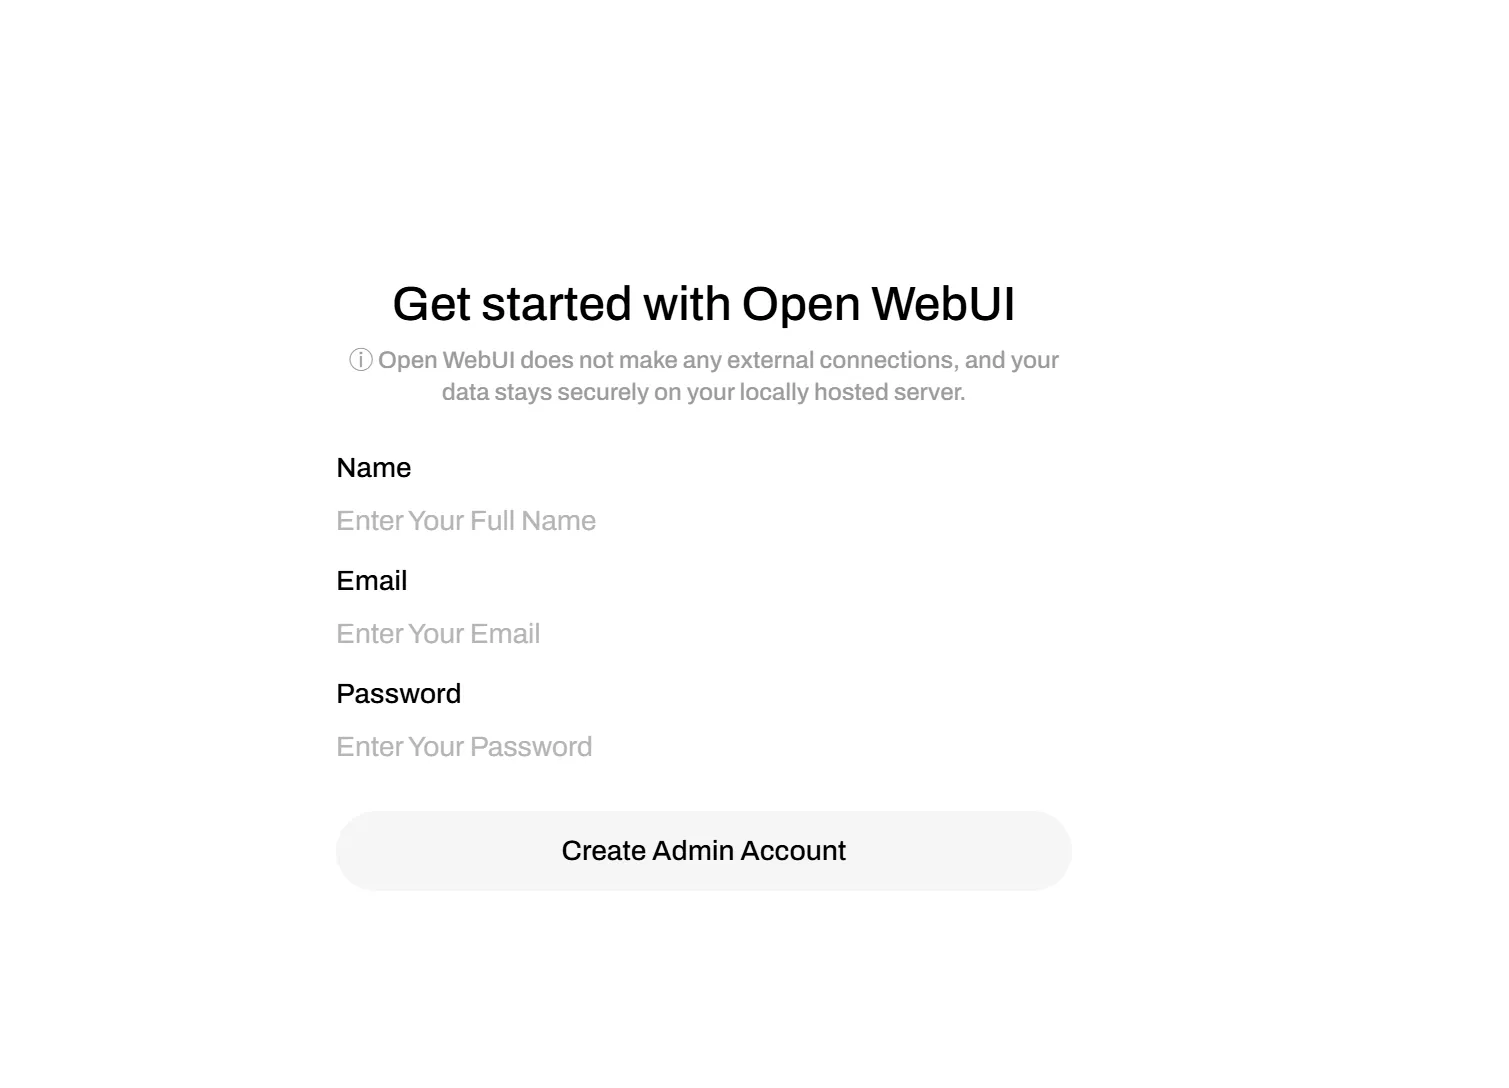 Get started with Open WebUI
ⓘ Open WebUI does not make any external connections, and your
data stays securely on your locally hosted server.
Name
Enter Your Full Name
Email
Enter Your Email
Password
Enter Your Password
Create Admin Account